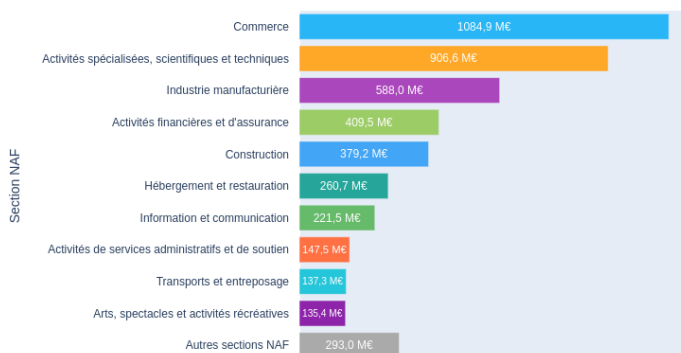 Section NAF
Commerce 1084,9 M€
Activités spécialisées, scientifiques et techniques 906,6 M€
Industrie manufacturière 588,0 M€
Activités financières et d'assurance 409,5 M€
Construction 379,2 M€
Hébergement et restauration 260,7 M€
Information et communication 221,5 M€
Activités de services administratifs et de soutien 147,5 M€
Transports et entreposage 137,3 M€
Arts, spectacles et activités récréatives 135,4 M€
Autres sections NAF 293,0 M€